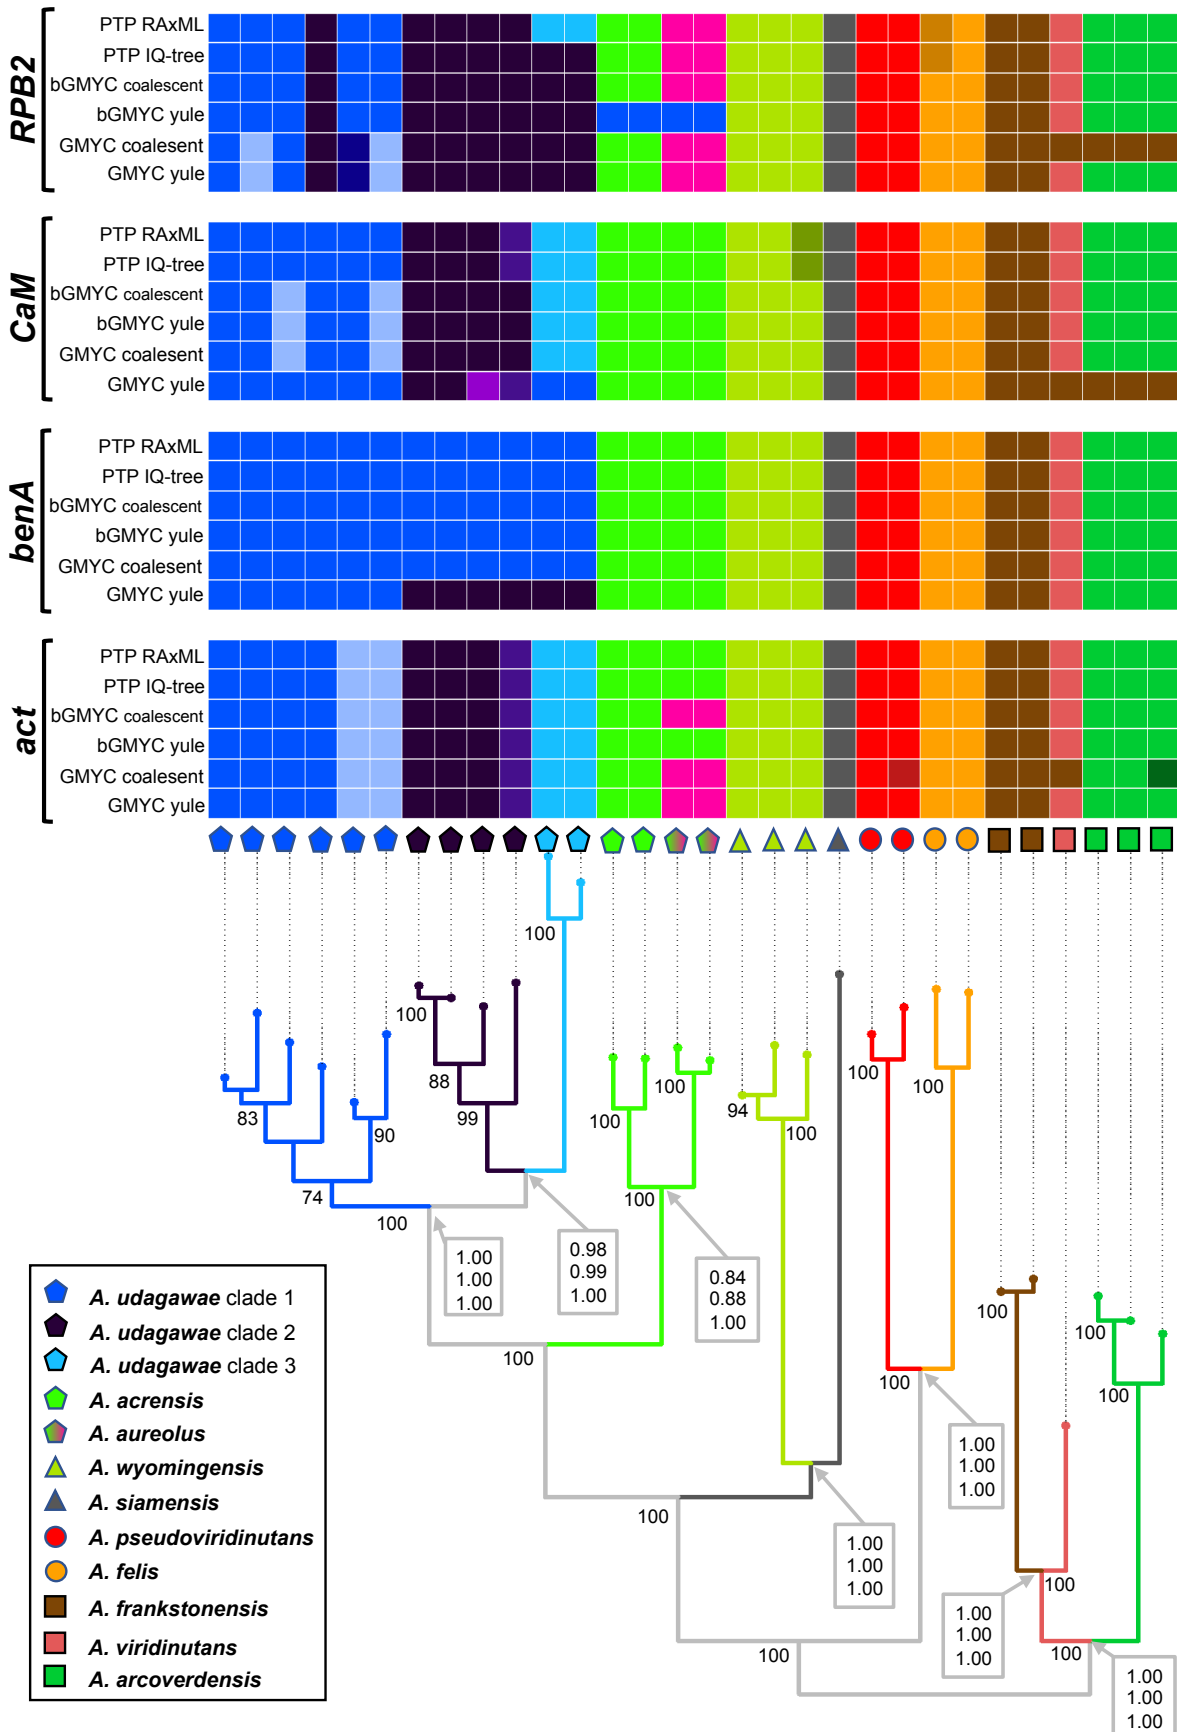 RPB2
PTP RAxML
PTP IQ-tree
bGMYC coalescent
bGMYC yule
GMYC coalesent
GMYC yule
CaM
PTP RAxML
PTP IQ-tree
bGMYC coalescent
bGMYC yule
GMYC coalesent
GMYC yule
benA
PTP RAxML
PTP IQ-tree
bGMYC coalescent
bGMYC yule
GMYC coalesent
GMYC yule
act
PTP RAxML
PTP IQ-tree
bGMYC coalescent
bGMYC yule
GMYC coalesent
GMYC yule
100
100
88
99
83
90
74
100
100
100
100
94
100
100
100
0.98
0.99
1.00
1.00
1.00
1.00
0.84
0.88
1.00
100
100
100
100
100
1.00
1.00
1.00
100
1.00
1.00
1.00
100
1.00
1.00
1.00
100
1.00
1.00
1.00
A. udagawae clade 1
A. udagawae clade 2
A. udagawae clade 3
A. acrensis
A. aureolus
A. wyomingensis
A. siamensis
A. pseudoviridinutans
A. felis
A. frankstonensis
A. viridinutans
A. arcoverdensis